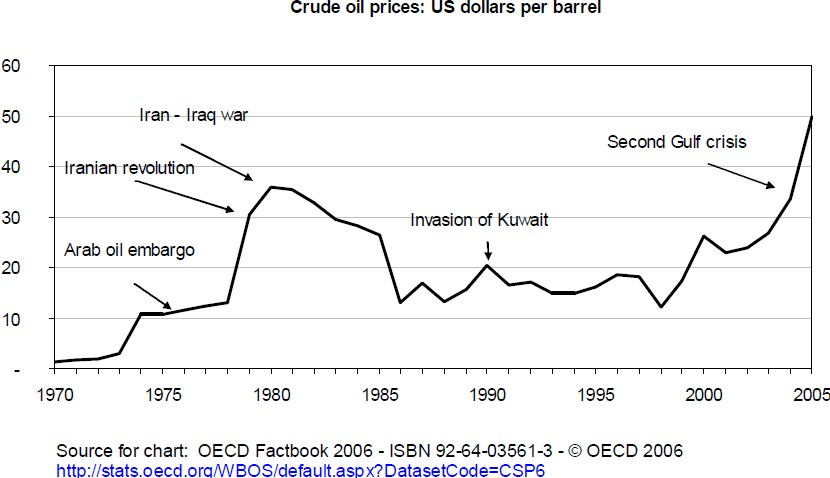 Crude oil prices: US dollars per barrel
60
50
40
30
20
10
-
Iran - Iraq war
Iranian revolution
Arab oil embargo
Invasion of Kuwait
Second Gulf crisis
1970 1975 1980 1985 1990 1995 2000 2005
Source for chart: OECD Factbook 2006 - ISBN 92-64-03561-3 - © OECD 2006
http://stats.oecd.org/WBOS/default.aspx?DatasetCode=CSP6